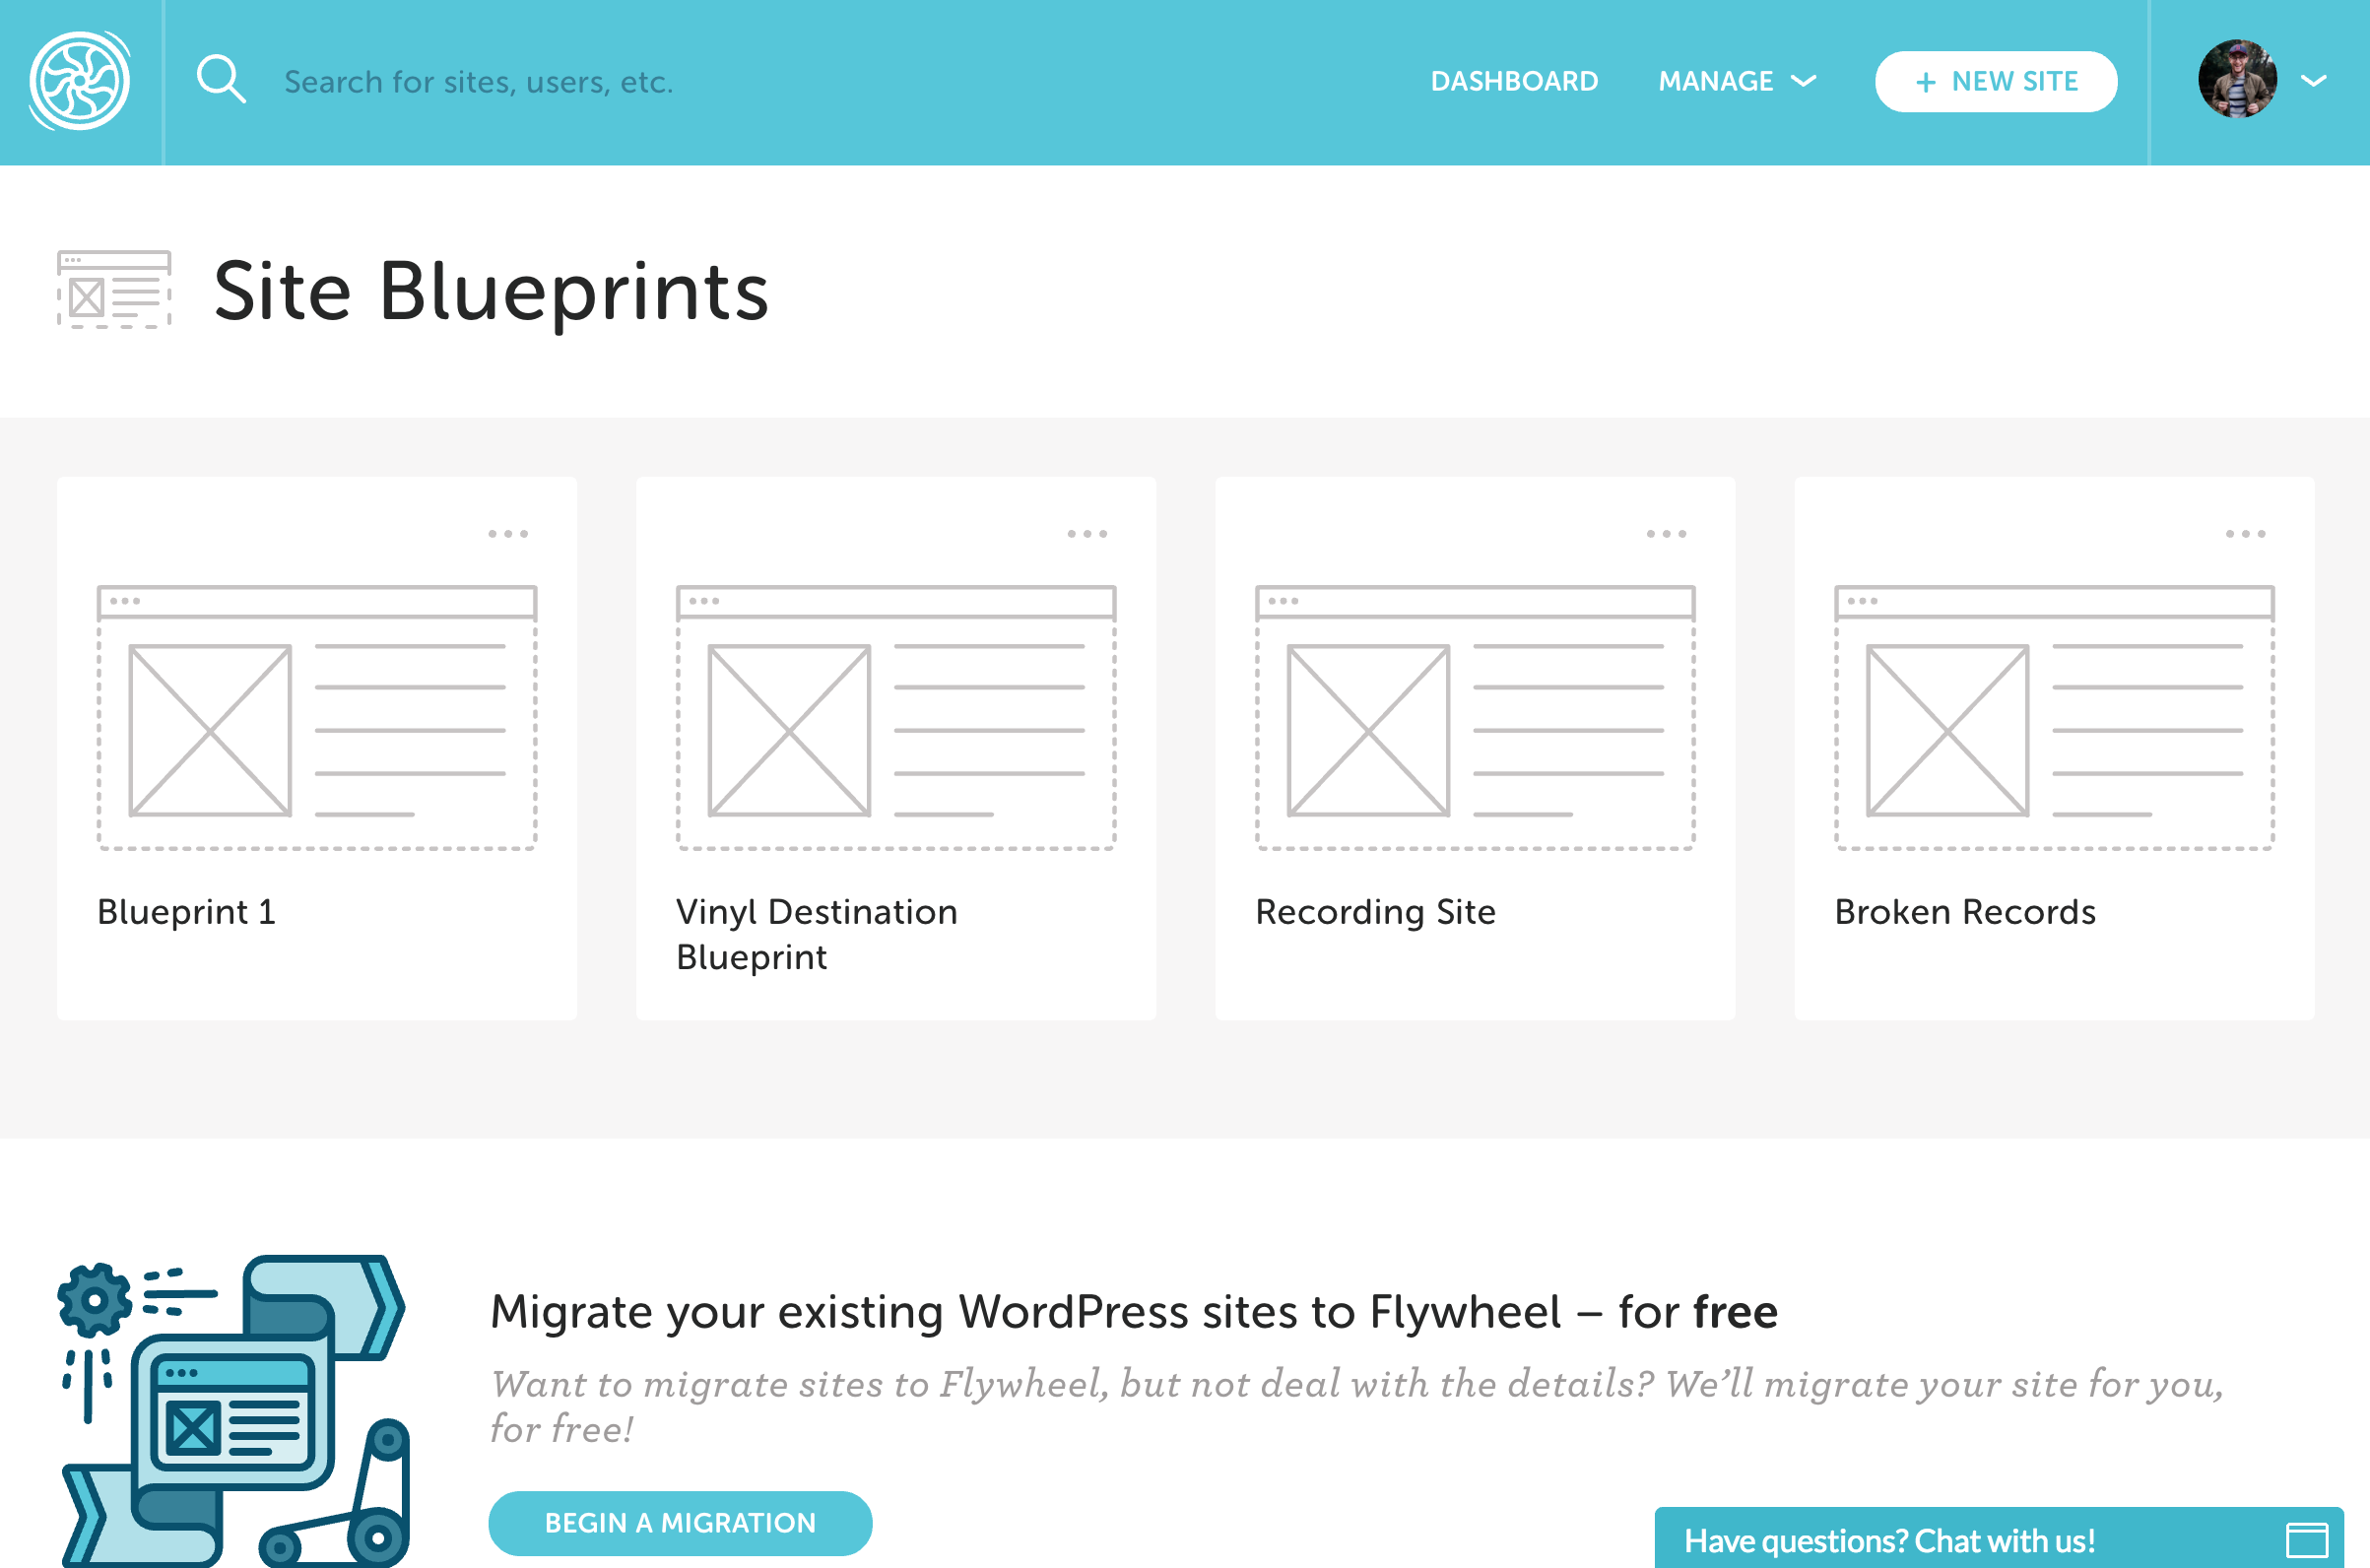 Search for sites, users, etc.
DASHBOARD
MANAGE
+ NEW SITE
Site Blueprints
Blueprint 1
Vinyl Destination
Blueprint
Recording Site
Broken Records
Migrate your existing WordPress sites to Flywheel – for free
Want to migrate sites to Flywheel, but not deal with the details? We’ll migrate your site for you,
for free!
BEGIN A MIGRATION
Have questions? Chat with us!